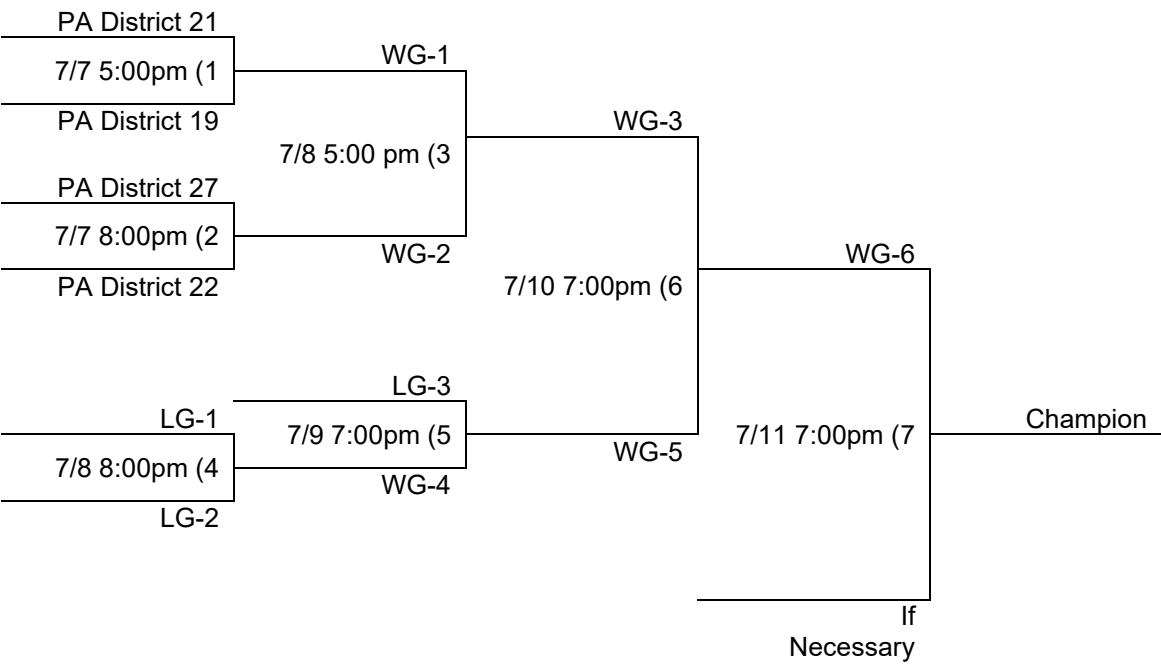 PA District 21
7/7 5:00pm (1
PA District 19
PA District 27
7/7 8:00pm (2
PA District 22
LG-1
7/8 8:00pm (4
LG-2
WG-1
7/8 5:00 pm (3
WG-2
LG-3
7/9 7:00pm (5
WG-4
WG-3
7/10 7:00pm (6
WG-5
WG-6
7/11 7:00pm (7
If
Necessary
Champion